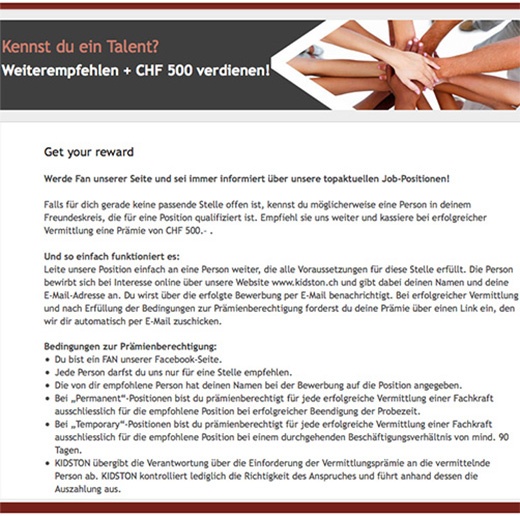 Kennst du ein Talent?
Weiterempfehlen + CHF 500 verdienen!
Get your reward
Werde Fan unserer Seite und sei immer informiert über unsere topaktuellen Job-Positionen!
Falls für dich gerade keine passende Stelle offen ist, kennst du möglicherweise eine Person in deinem
Freundeskreis, die für eine Position qualifiziert ist. Empfiehl sie uns weiter und kassiere bei erfolgreicher
Vermittlung eine Prämie von CHF 500.- .
Und so einfach funktioniert es:
Leite unsere Position einfach an eine Person weiter, die alle Voraussetzungen für diese Stelle erfüllt. Die Person
bewirbt sich bei Interesse online über unsere Website www.kidston.ch und gibt dabei deinen Namen und deine
E-Mail-Adresse an. Du wirst über die erfolgte Bewerbung per E-Mail benachrichtigt. Bei erfolgreicher Vermittlung
und nach Erfüllung der Bedingungen zur Prämienberechtigung forderst du deine Prämie über einen Link ein, den
wir dir automatisch per E-Mail zuschicken.
Bedingungen zur Prämienberechtigung:
• Du bist ein FAN unserer Facebook-Seite.
• Jede Person darfst du uns nur für eine Stelle empfehlen.
• Die von dir empfohlene Person hat deinen Namen bei der Bewerbung auf die Position angegeben.
• Bei „Permanent“-Positionen bist du prämienberechtigt für jede erfolgreiche Vermittlung einer Fachkraft
ausschliesslich für die empfohlene Position bei erfolgreicher Beendigung der Probezeit.
• Bei „Temporary“-Positionen bist du prämienberechtigt für jede erfolgreiche Vermittlung einer Fachkraft
ausschliesslich für die empfohlene Position bei einem durchgehenden Beschäftigungsverhältnis von mind. 90
Tagen.
• KIDSTON übergibt die Verantwortung über die Einforderung der Vermittlungsprämie an die vermittelnde
Person ab. KIDSTON kontrolliert lediglich die Richtigkeit des Anspruches und führt anhand dessen die
Auszahlung aus.